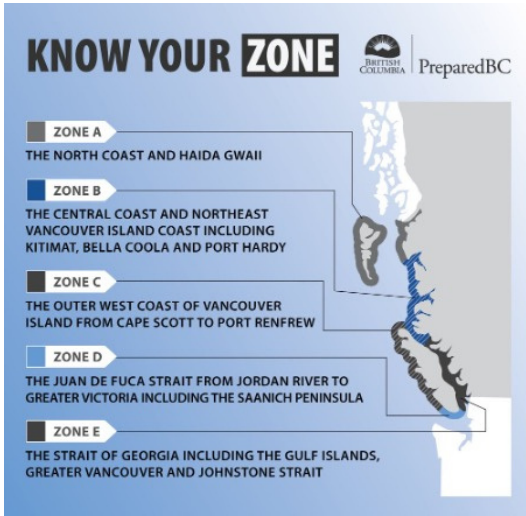 KNOW YOUR ZONE
BRITISH
COLUMBIA
PreparedBC
ZONE A
THE NORTH COAST AND HAIDA GWAII
ZONE B
THE CENTRAL COAST AND NORTHEAST
VANCOUVER ISLAND COAST INCLUDING
KITIMAT, BELLA COOLA AND PORT HARDY
ZONE C
THE OUTER WEST COAST OF VANCOUVER
ISLAND FROM CAPE SCOTT TO PORT RENFREW
ZONE D
THE JUAN DE FUCA STRAIT FROM JORDAN RIVER TO
GREATER VICTORIA INCLUDING THE SAANICH PENINSULA
ZONE E
THE STRAIT OF GEORGIA INCLUDING THE GULF ISLANDS,
GREATER VANCOUVER AND JOHNSTONE STRAIT